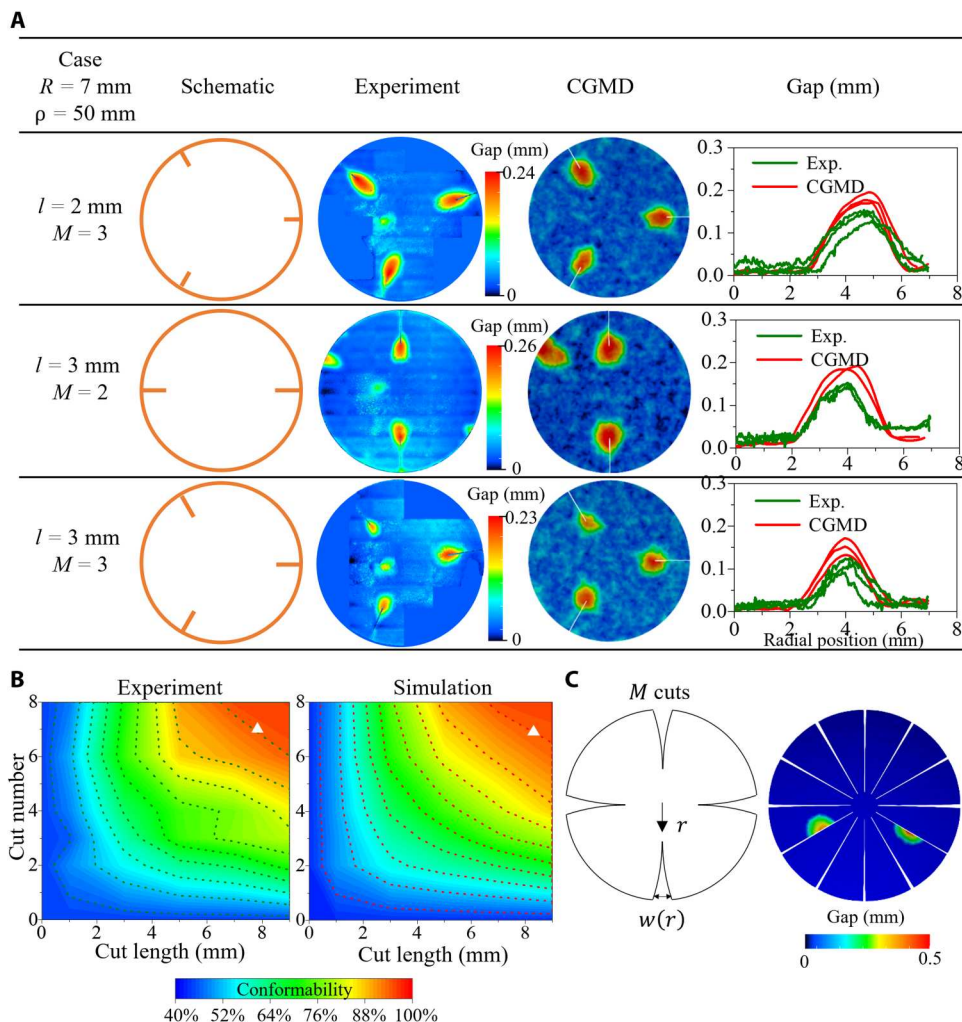 A
Case
R = 7 mm
ρ = 50 mm
Schematic
Experiment
CGMD
Gap (mm)
l = 2 mm
M = 3
Gap (mm)
0.24
0
0.3
0.2
0.1
0.0
Exp.
CGMD
0 2 4 6 8
l = 3 mm
M = 2
Gap (mm)
0.26
0
0.3
0.2
0.1
0.0
Exp.
CGMD
0 2 4 6 8
l = 3 mm
M = 3
Gap (mm)
0.23
0
0.3
0.2
0.1
0.0
Exp.
CGMD
0 2 4 6 8
Radial position (mm)
B
Experiment
Simulation
Cut number
8
6
4
2
0
0 2 4 6 8
Cut length (mm)
8
6
4
2
0
0 2 4 6 8
Cut length (mm)
Conformability
40% 52% 64% 76% 88% 100%
C
M cuts
r
w(r)
Gap (mm)
0 0.5